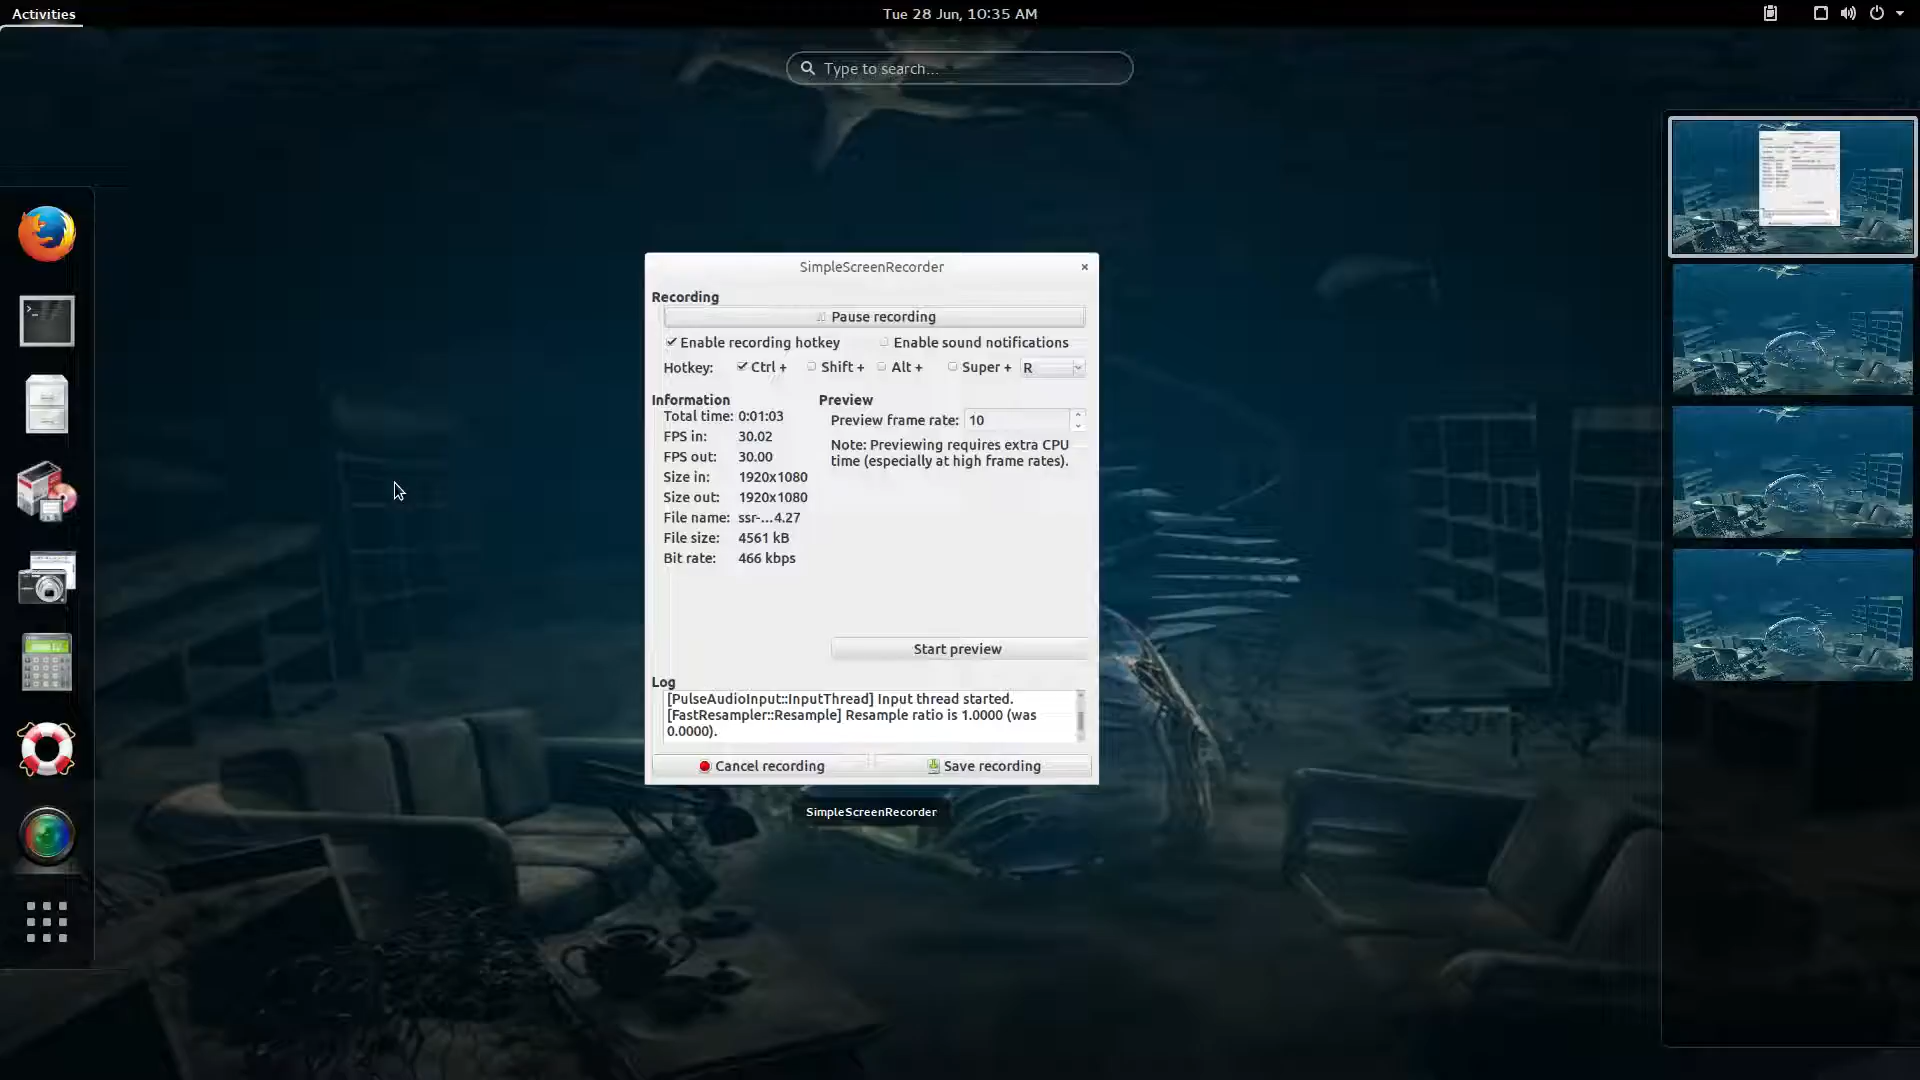 Activities
Tue 28 Jun, 10:35 AM
Type to search...
SimpleScreenRecorder
Recording
Pause recording
Enable recording hotkey
Enable sound notifications
Hotkey: Ctrl + Shift + Alt + Super + R
Information
Total time: 0:01:03
FPS in: 30.02
FPS out: 30.00
Size in: 1920x1080
Size out: 1920x1080
File name: ssr-...4.27
File size: 4561 kB
Bit rate: 466 kbps
Preview
Preview frame rate: 10
Note: Previewing requires extra CPU
time (especially at high frame rates).
Start preview
Log
[PulseAudioInput::InputThread] Input thread started.
[FastResampler::Resample] Resample ratio is 1.0000 (was
0.0000).
Cancel recording
Save recording
SimpleScreenRecorder